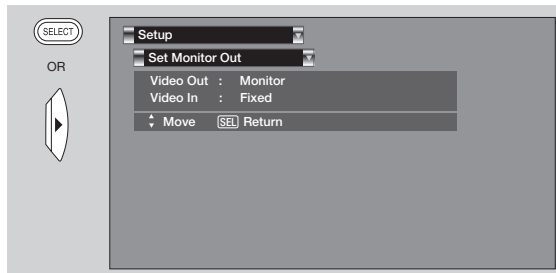 SELECT
OR
Setup
Set Monitor Out
Video Out : Monitor
Video In : Fixed
Move SEL Return